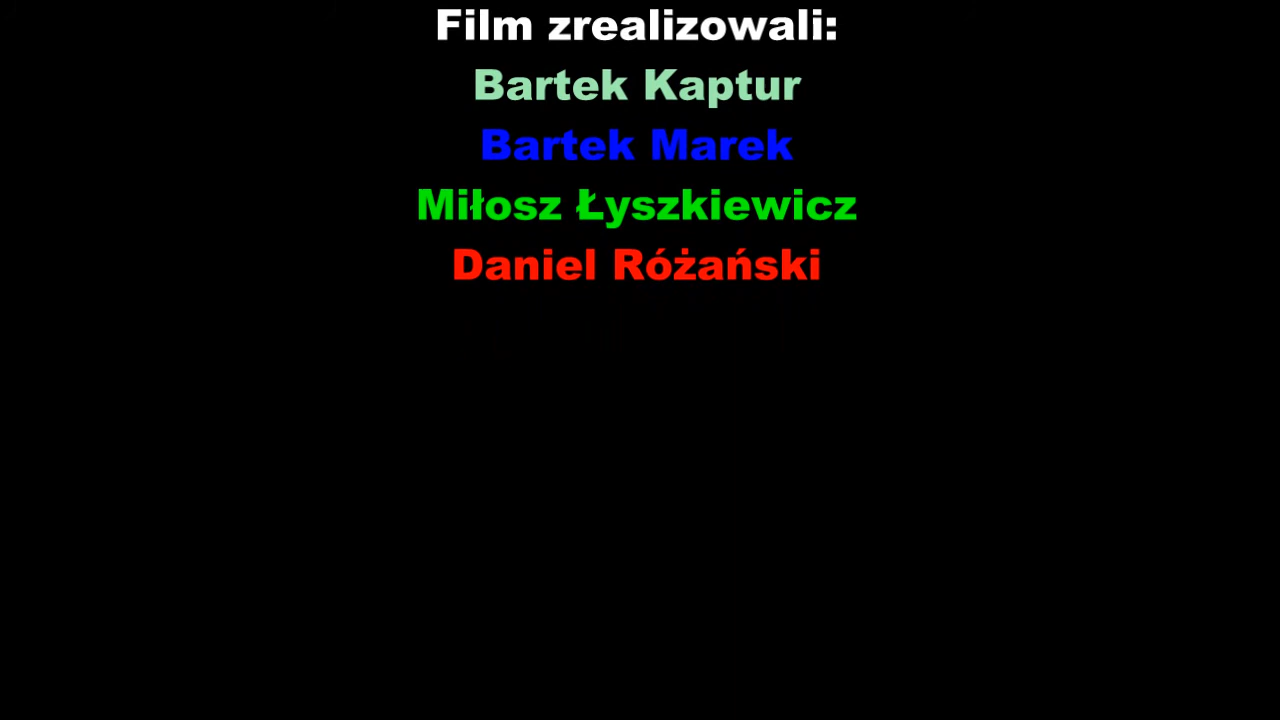 Film zrealizowali:
Bartek Kaptur
Bartek Marek
Miłosz Łyszkiewicz
Daniel Różański